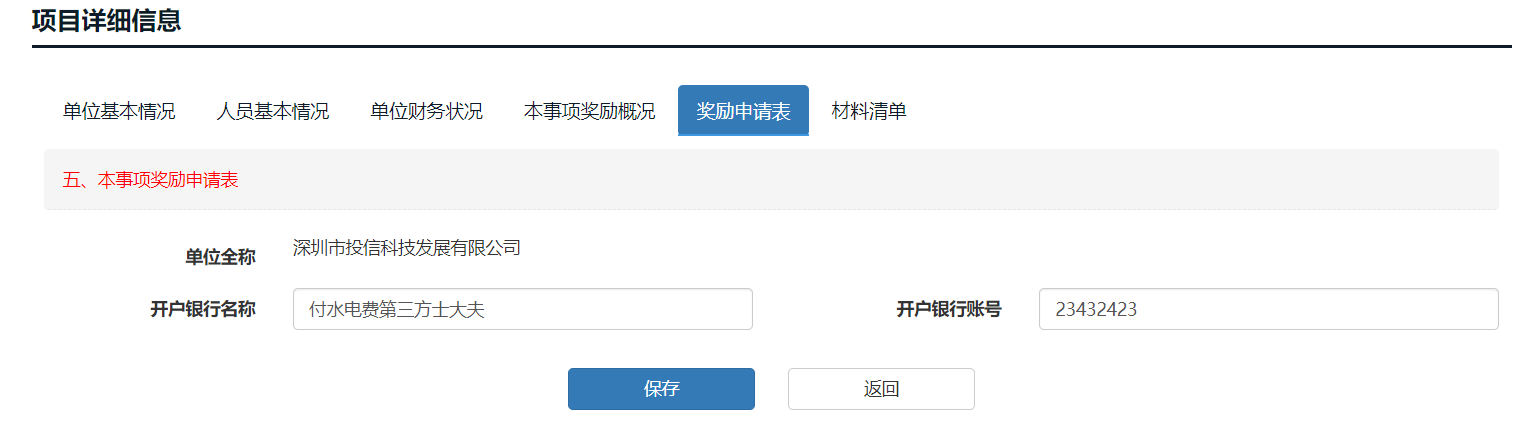 项目详细信息
单位基本情况 人员基本情况 单位财务状况 本事项奖励概况 奖励申请表 材料清单
五、本事项奖励申请表
单位全称 深圳市投信科技发展有限公司
开户银行名称 付水电费第三方士大夫 开户银行账号 23432423
保存 返回